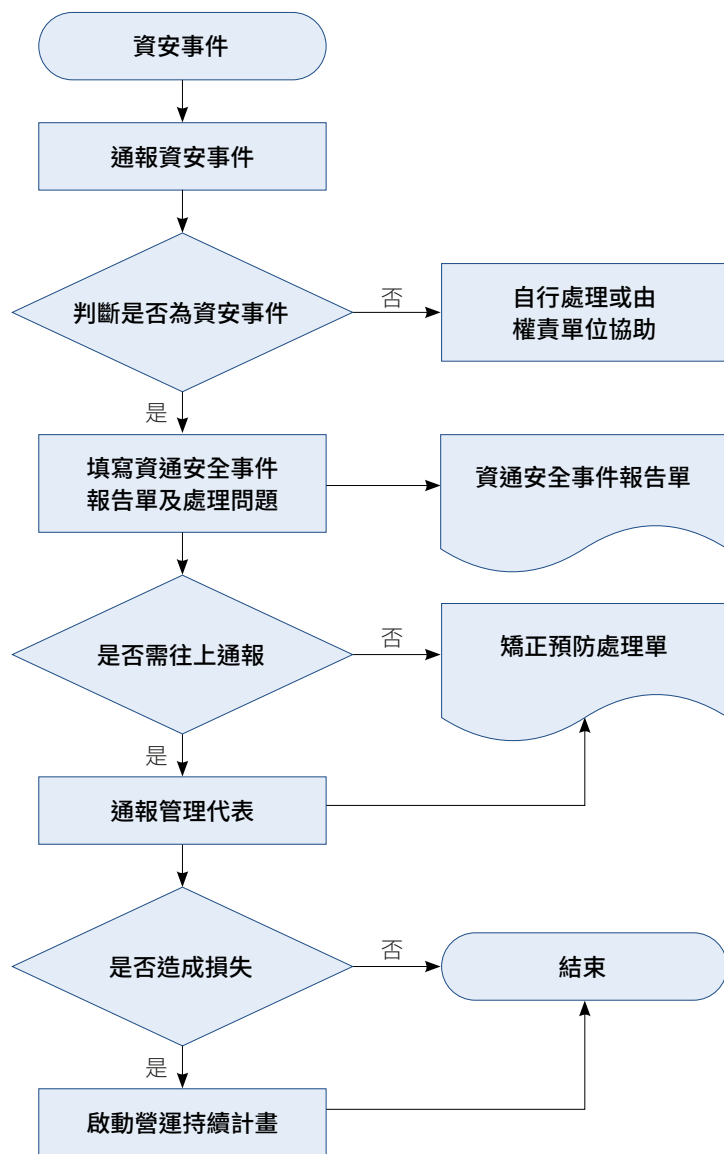 資安事件
通報資安事件
判斷是否為資安事件
否
自行處理或由
權責單位協助
是
填寫資通安全事件
報告單及處理問題
資通安全事件報告單
是否需往上通報
否
矯正預防處理單
是
通報管理代表
是否造成損失
否
結束
是
啟動營運持續計畫